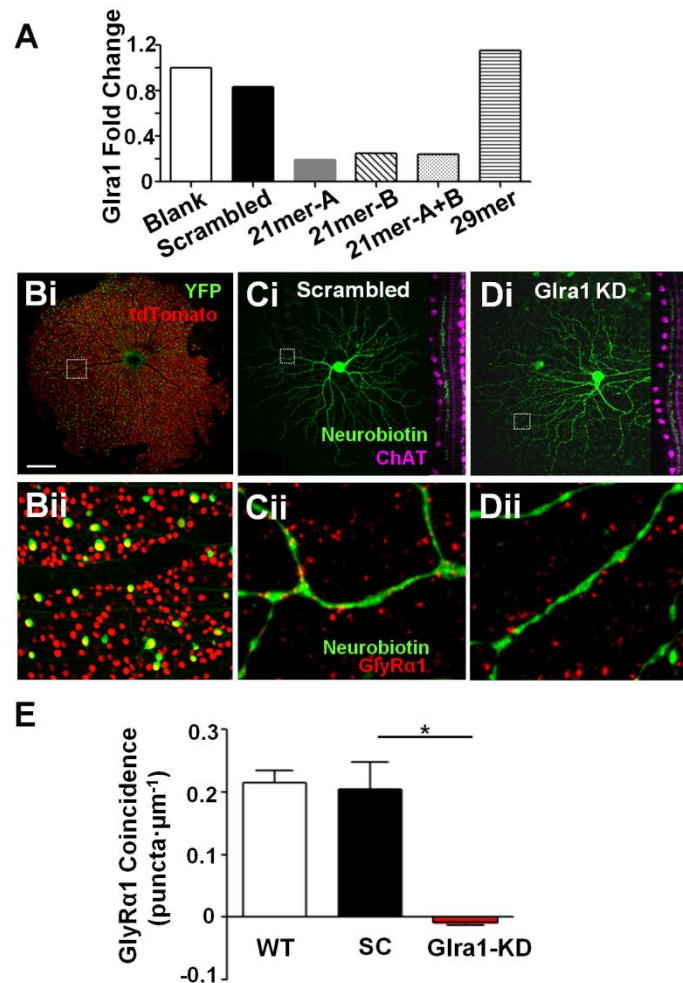 A
Glra1 Fold Change
1.2
0.8
0.4
0
Blank
Scrambled
21mer-A
21mer-B
21mer-A+B
29mer
Bi
YFP
tdTomato
Ci
Scrambled
Neurobiotin
ChAT
Di
Glra1 KD
Bii
Cii
Neurobiotin
GlyRα1
Dii
E
GlyRα1 Coincidence
(puncta·µm⁻¹)
0.3
0.2
0.1
0
-0.1
*
WT
SC
Glra1-KD